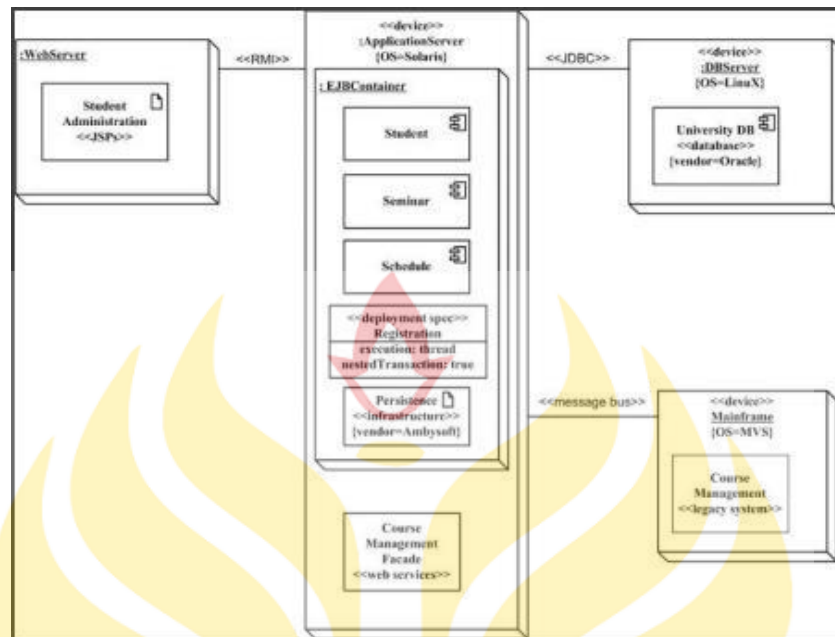 :WebServer
Student
Administration
<<JSPs>>
<<RMI>>
<<device>>
:ApplicationServer
{OS=Solaris}
: EJBContainer
Student
Seminar
Schedule
<<deployment spec>>
Registration
execution: thread
nestedTransaction: true
Persistence
<<infrastructure>>
{vendor=Ambysoft}
Course
Management
Facade
<<web services>>
<<JDBC>>
<<device>>
:DBServer
{OS=LinuX}
University DB
<<database>>
{vendor=Oracle}
<<message bus>>
<<device>>
Mainframe
{OS=MVS}
Course
Management
<<legacy system>>